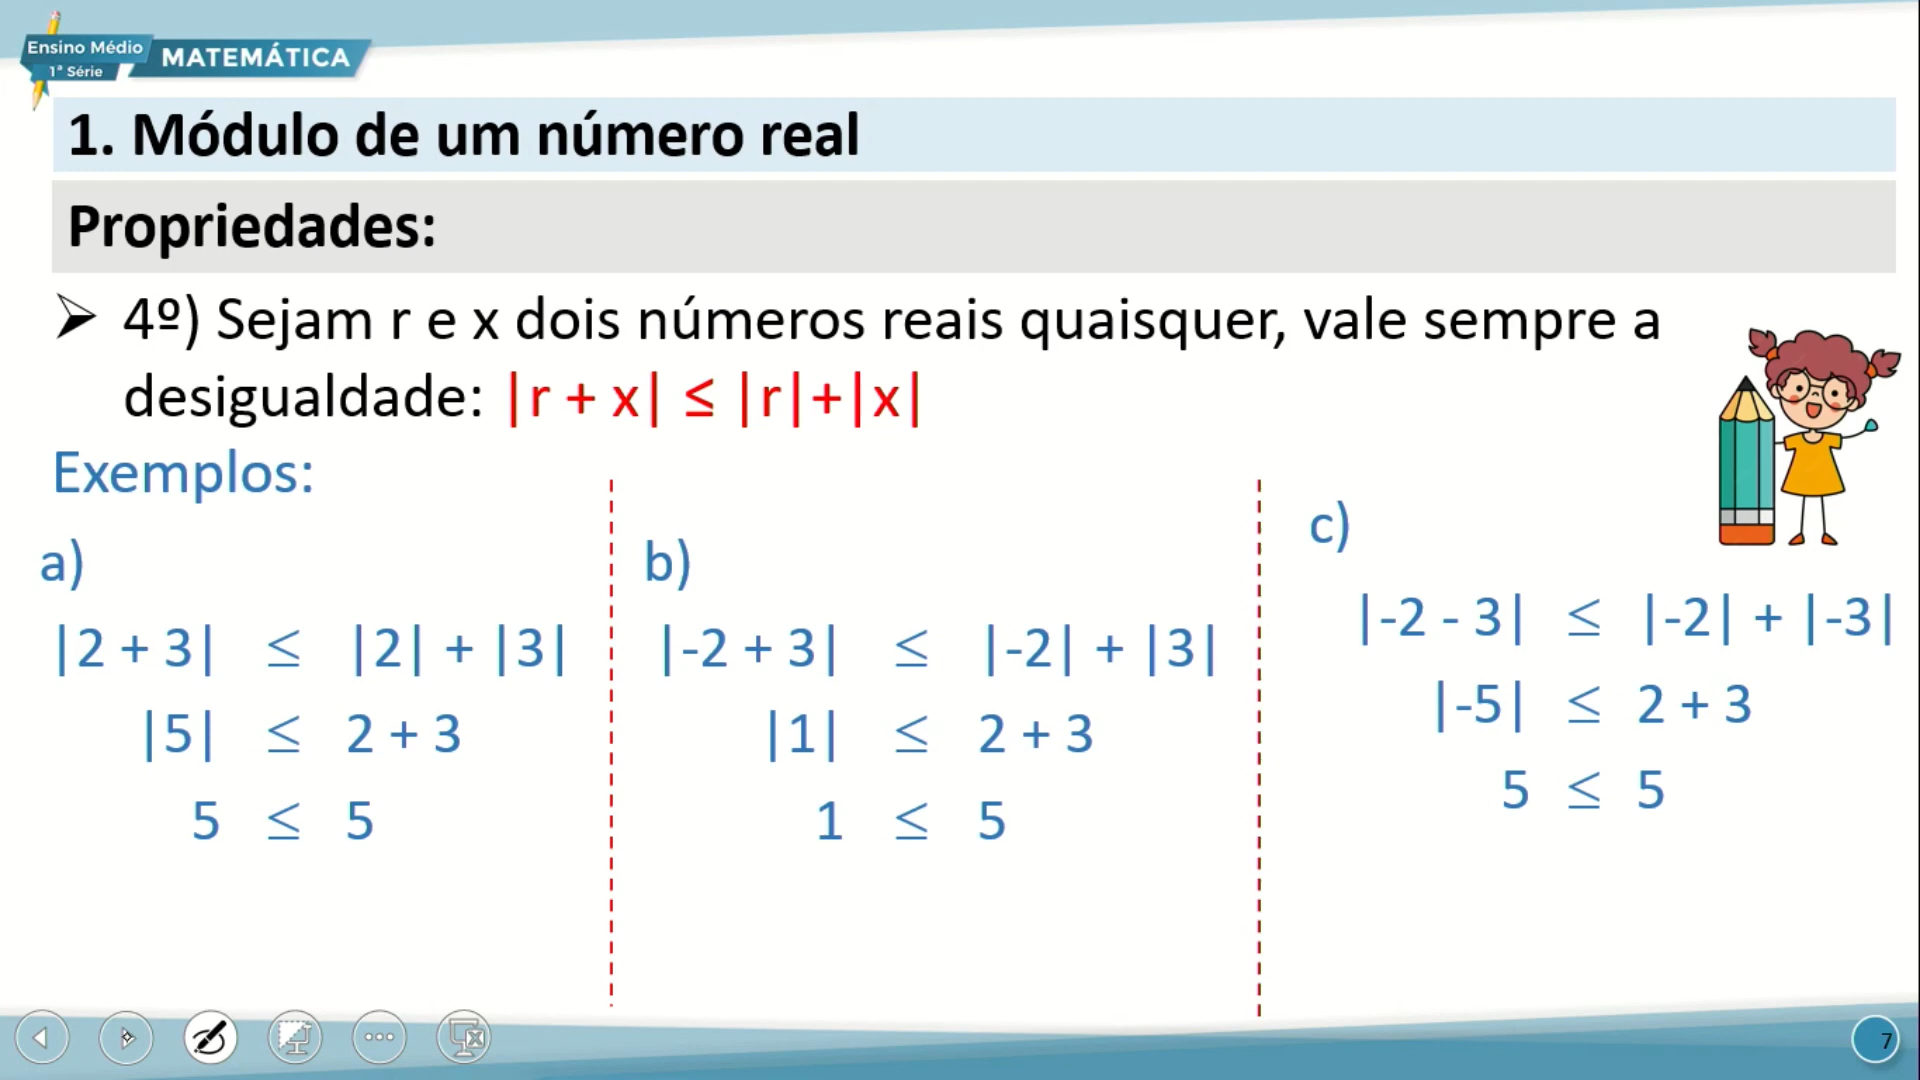 Ensino Médio
1ª Série
MATEMÁTICA
1. Módulo de um número real
Propriedades:
➢ 4º) Sejam r e x dois números reais quaisquer, vale sempre a
desigualdade: |r + x| ≤ |r|+|x|
Exemplos:
a)
|2 + 3| ≤ |2| + |3|
|5| ≤ 2 + 3
5 ≤ 5
b)
|-2 + 3| ≤ |-2| + |3|
|1| ≤ 2 + 3
1 ≤ 5
c)
|-2 - 3| ≤ |-2| + |-3|
|-5| ≤ 2 + 3
5 ≤ 5
7